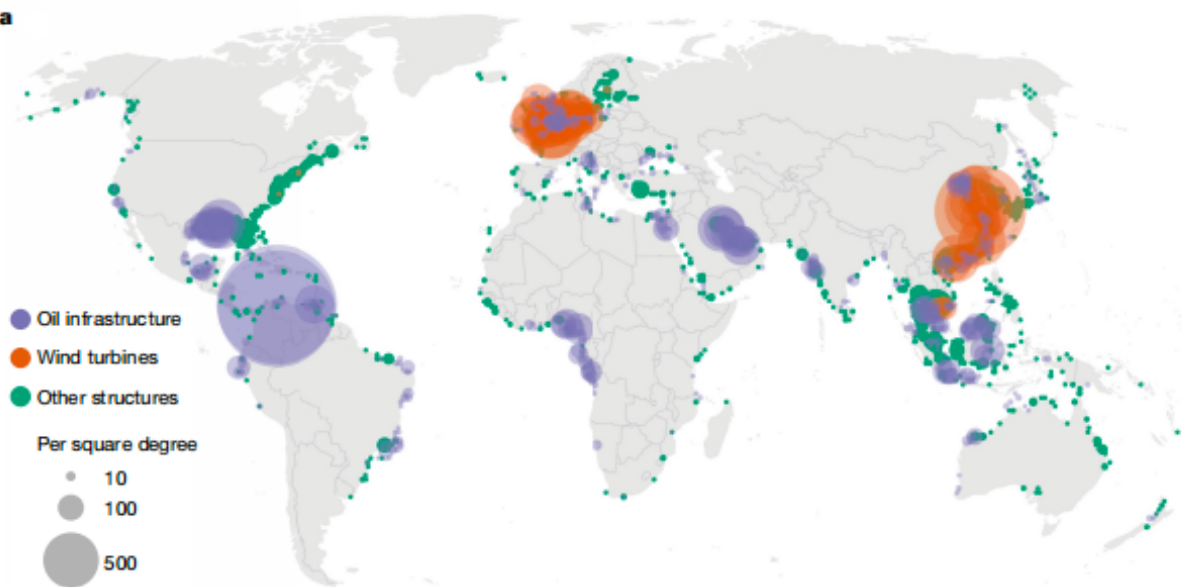 a
Oil infrastructure
Wind turbines
Other structures
Per square degree
10
100
500